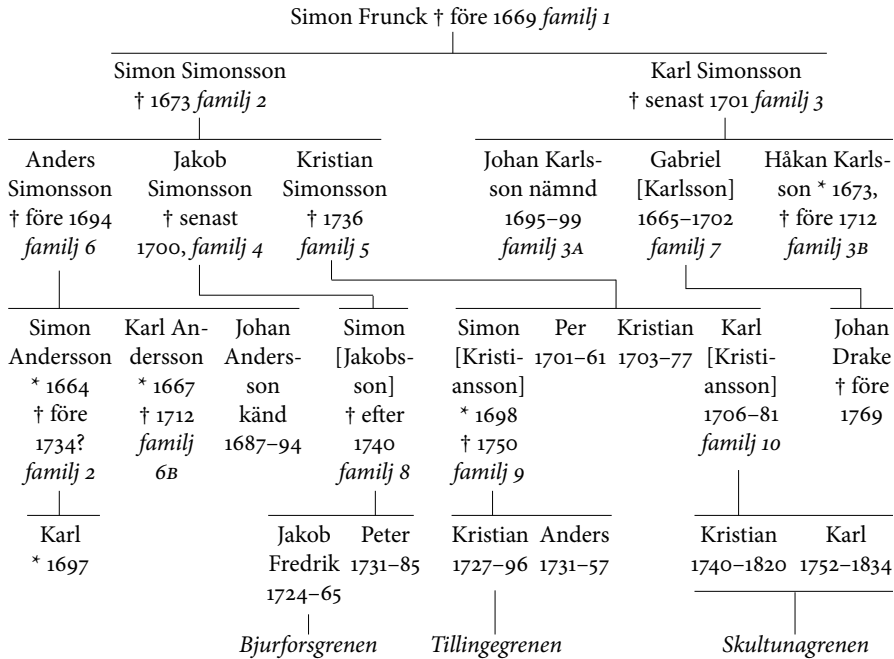 Simon Frunck † före 1669 familj 1
Simon Simonsson
† 1673 familj 2
Karl Simonsson
† senast 1701 familj 3
Anders
Simonsson
† före 1694
familj 6
Jakob
Simonsson
† senast
1700, familj 4
Kristian
Simonsson
† 1736
familj 5
Johan Karls-
son nämnd
1695–99
familj 3A
Gabriel
[Karlsson]
1665–1702
familj 7
Håkan Karls-
son * 1673,
† före 1712
familj 3B
Simon
Andersson
* 1664
† före
1734?
familj 2
Karl An-
dersson
* 1667
† 1712
familj
6B
Johan
Anders-
son
känd
1687–94
Simon
[Jakobs-
son]
† efter
1740
familj 8
Simon
[Kristi-
ansson]
* 1698
† 1750
familj 9
Per
1701–61
Kristian
1703–77
Karl
[Kristi-
ansson]
1706–81
familj 10
Johan
Drake
† före
1769
Karl
* 1697
Jakob
Fredrik
1724–65
Peter
1731–85
Kristian
1727–96
Anders
1731–57
Kristian
1740–1820
Karl
1752–1834
Bjurforsgrenen
Tillingegrenen
Skultunagrenen